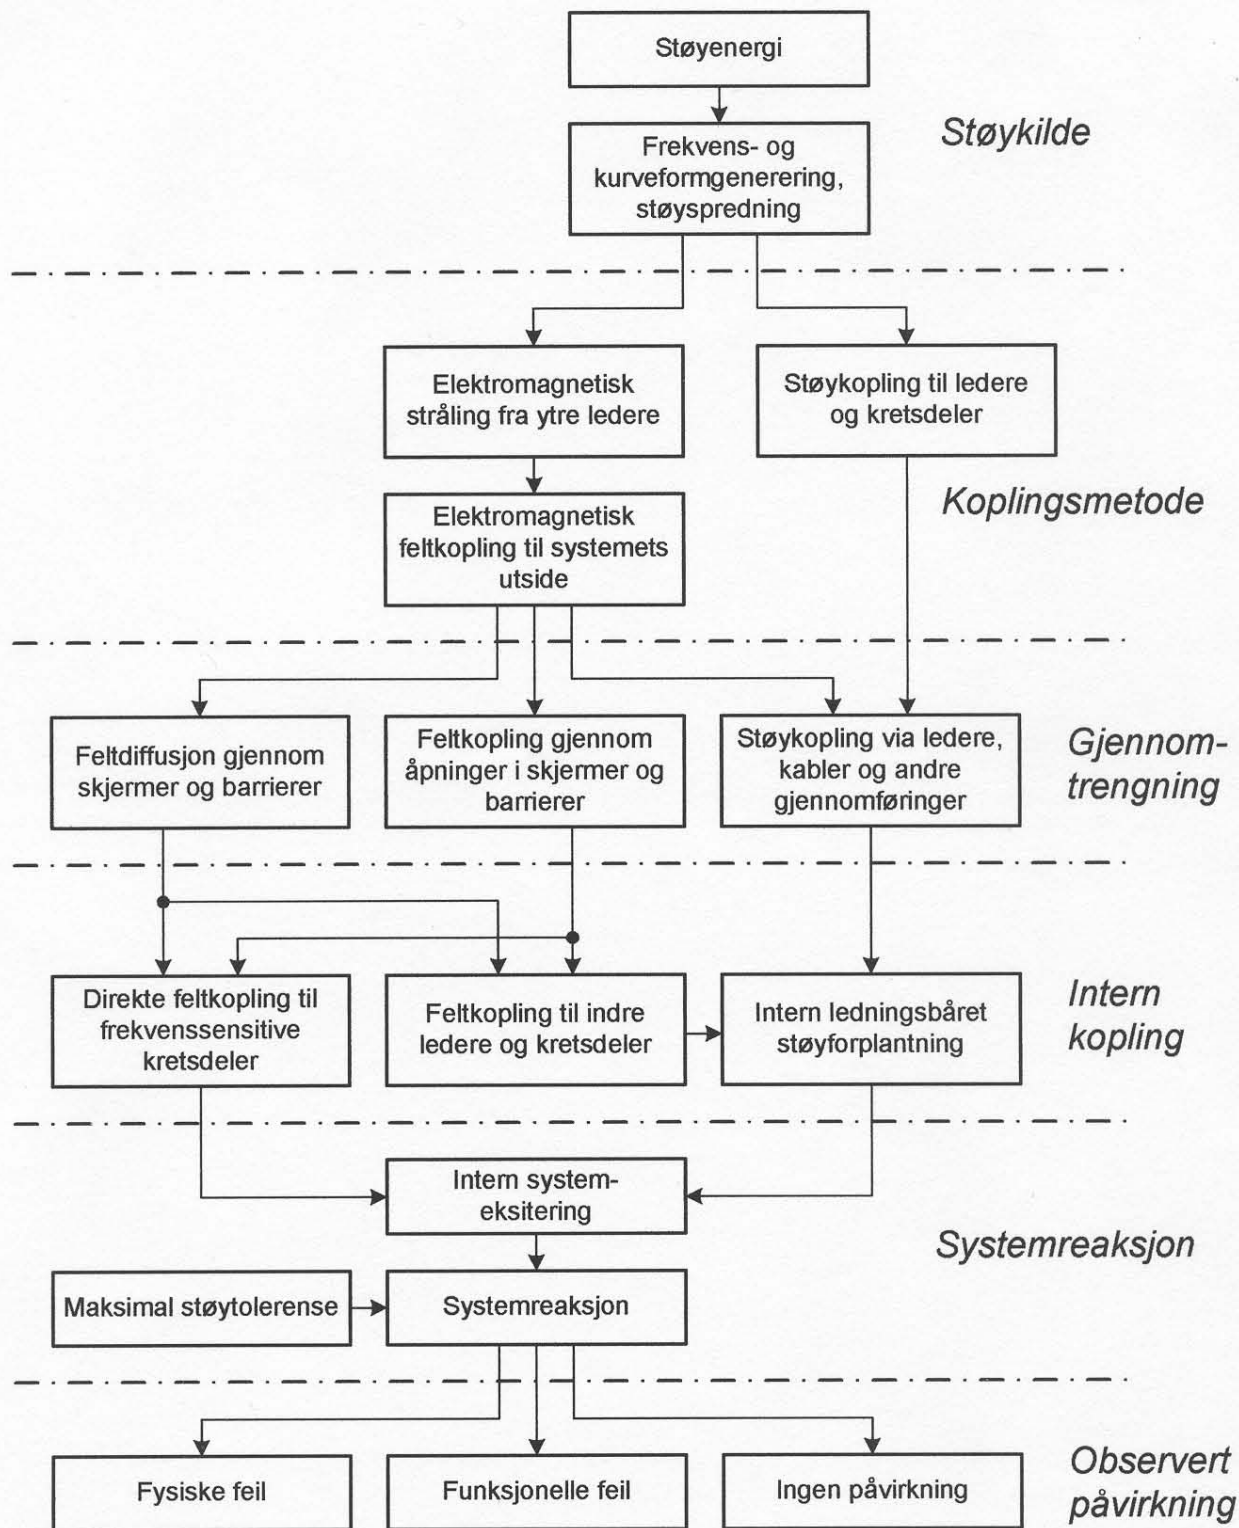 Støyenergi
Støykilde
Frekvens- og
kurveformgenerering,
støyspredning
Elektromagnetisk
stråling fra ytre ledere
Støykopling til ledere
og kretsdeler
Koplingsmetode
Elektromagnetisk
feltkopling til systemets
utside
Feltdiffusjon gjennom
skjermer og barrierer
Feltkopling gjennom
åpninger i skjermer og
barrierer
Støykopling via ledere,
kabler og andre
gjennomføringer
Gjennom-
trengning
Direkte feltkopling til
frekvenssensitive
kretsdeler
Feltkopling til indre
ledere og kretsdeler
Intern ledningsbåret
støyforplantning
Intern
kopling
Intern system-
eksitering
Systemreaksjon
Maksimal støytolerense
Systemreaksjon
Fysiske feil
Funksjonelle feil
Ingen påvirkning
Observert
påvirkning